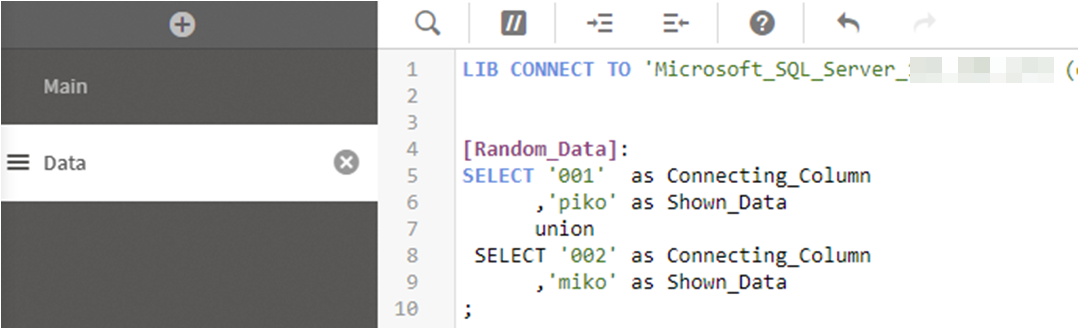 Main
Data
1 LIB CONNECT TO 'Microsoft_SQL_Server_ (
2
3
4 [Random_Data]:
5 SELECT '001'  as Connecting_Column
6       ,'piko' as Shown_Data
7       union
8  SELECT '002' as Connecting_Column
9       ,'miko' as Shown_Data
10 ;